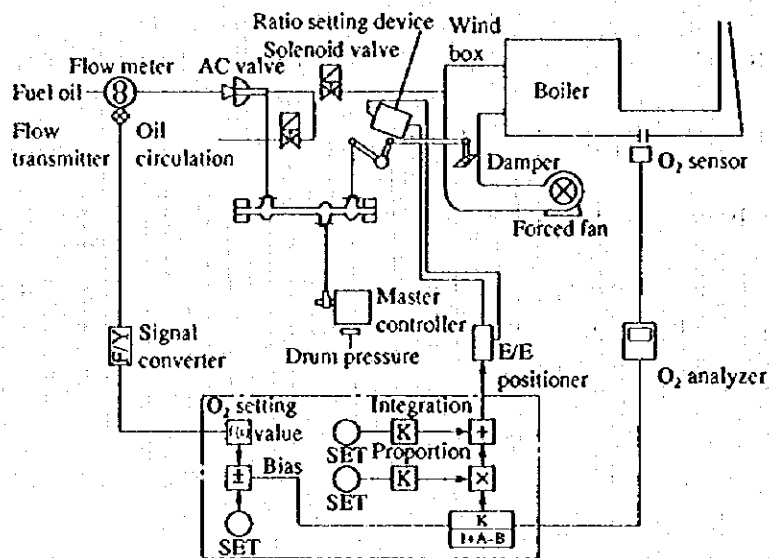 Ratio setting device
Solenoid valve
Wind
box
Flow meter
AC valve
Fuel oil
8
Boiler
Flow
transmitter
Oil
circulation
Damper
O₂ sensor
Forced fan
Master
controller
Drum pressure
F/Y
Signal
converter
E/E
positioner
O₂ analyzer
O₂ setting
value
Integration
K
+
SET
Proportion
±
Bias
K
×
SET
SET
K
1+A-B